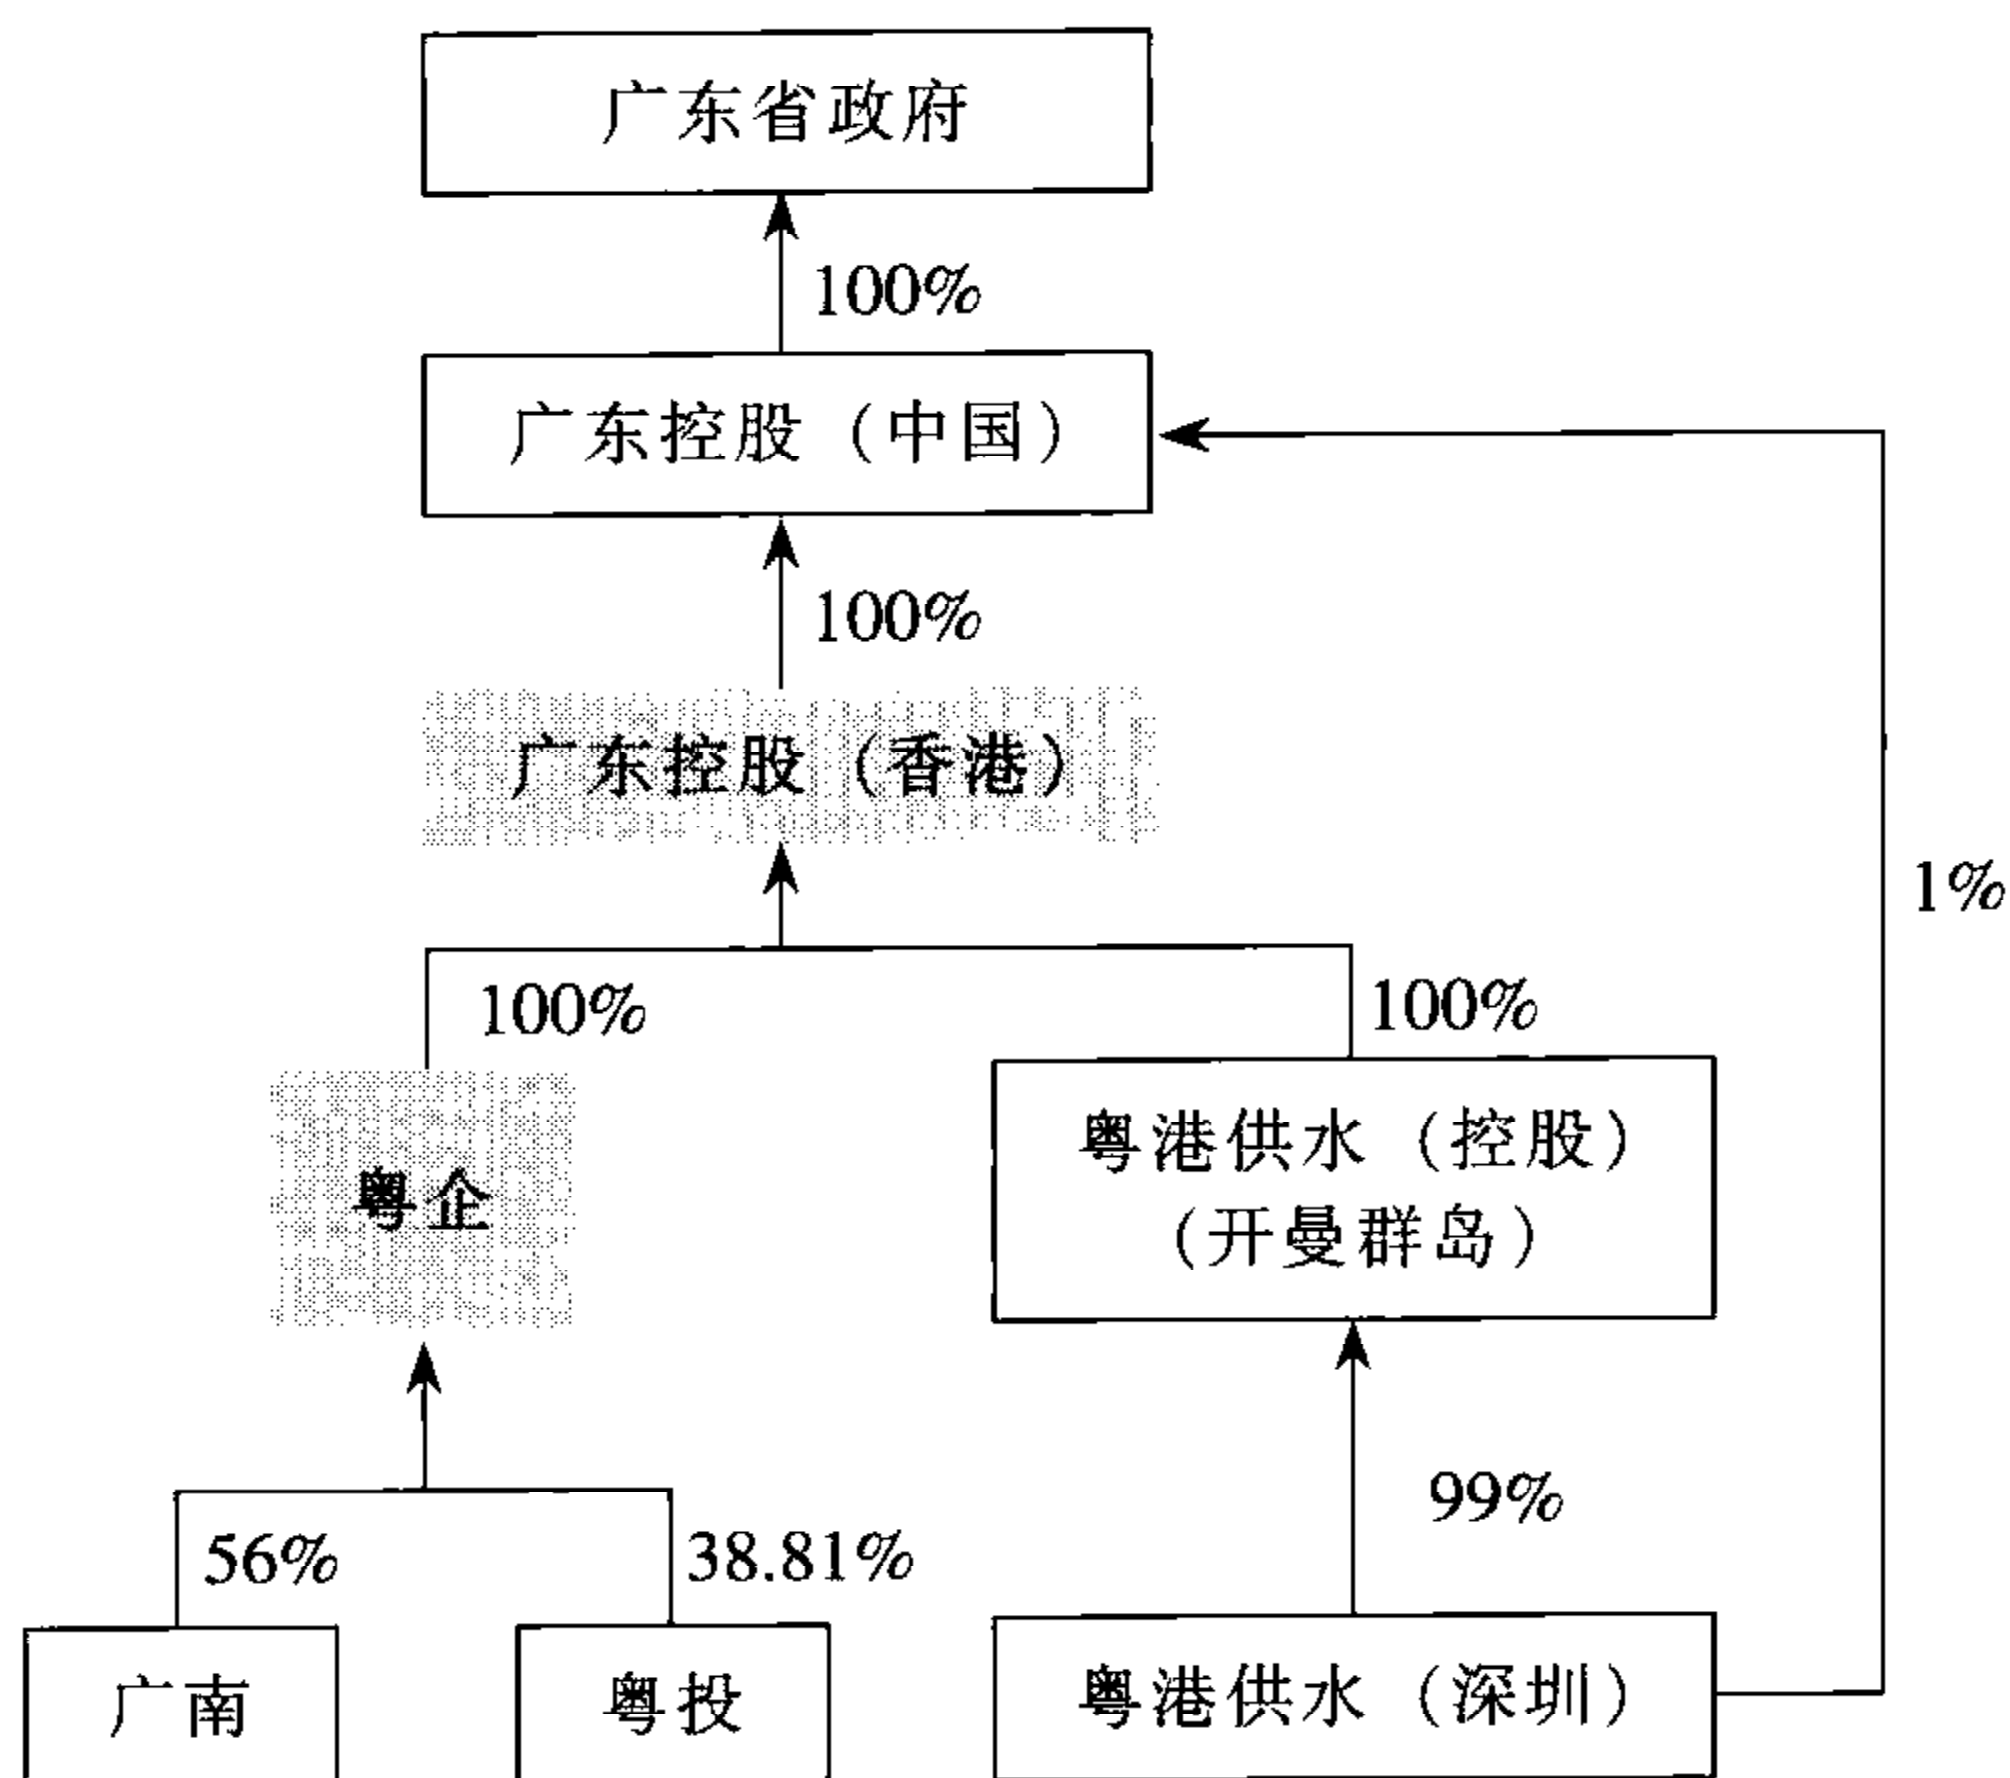 广东省政府
100%
广东控股（中国）
100%
广东控股（香港）
1%
100%
100%
粤企
粤港供水（控股）
（开曼群岛）
99%
56%
38.81%
广南
粤投
粤港供水（深圳）